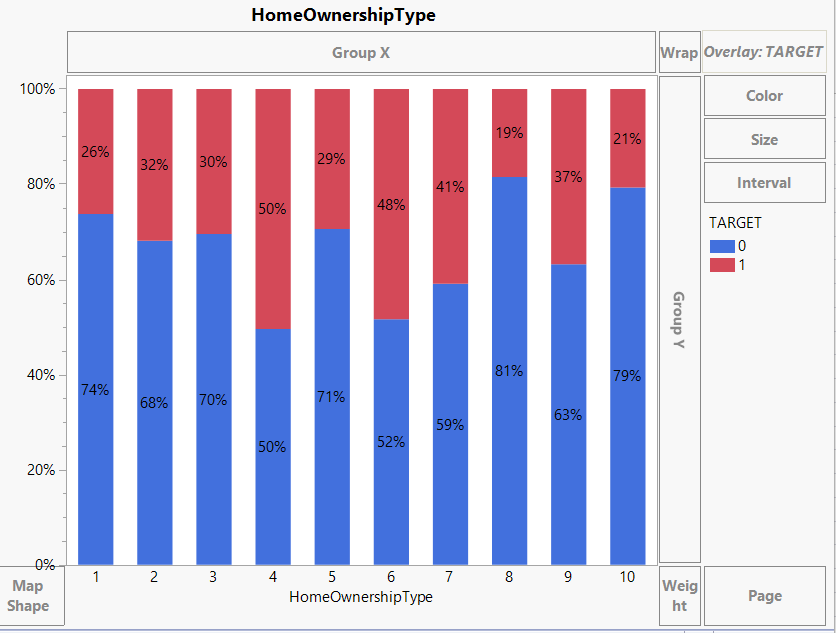 HomeOwnershipType
Group X
Wrap
Overlay: TARGET
Color
Size
Interval
TARGET
0
1
Group Y
100%
80%
60%
40%
20%
0%
26%
32%
30%
50%
29%
48%
41%
19%
37%
21%
74%
68%
70%
50%
71%
52%
59%
81%
63%
79%
1 2 3 4 5 6 7 8 9 10
HomeOwnershipType
Map
Shape
Weig
ht
Page